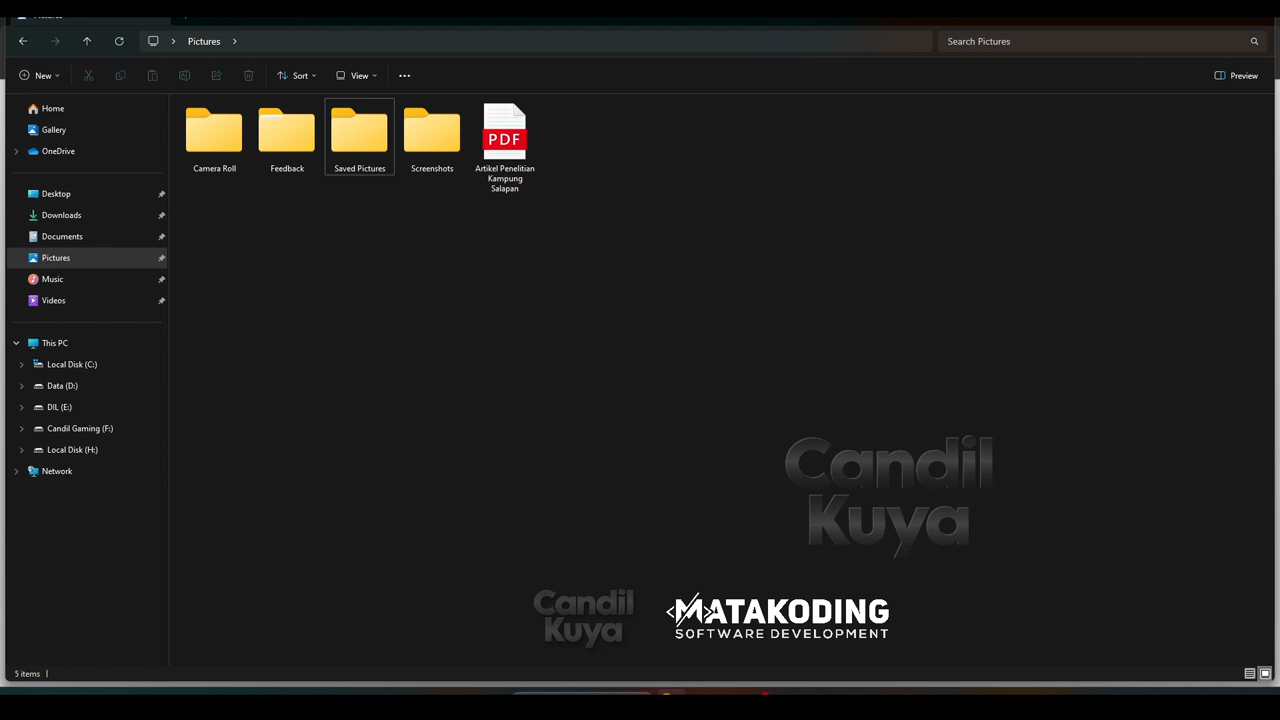 Pictures
Search Pictures
New
Sort
View
Preview
Home
Gallery
OneDrive
Desktop
Downloads
Documents
Pictures
Music
Videos
This PC
Local Disk (C:)
Data (D:)
DIL (E:)
Candil Gaming (F:)
Local Disk (H:)
Network
Camera Roll
Feedback
Saved Pictures
Screenshots
PDF
Artikel Penelitian
Kampung
Salapan
Candil
Kuya
Candil
Kuya
<MATAKODING
SOFTWARE DEVELOPMENT
5 items